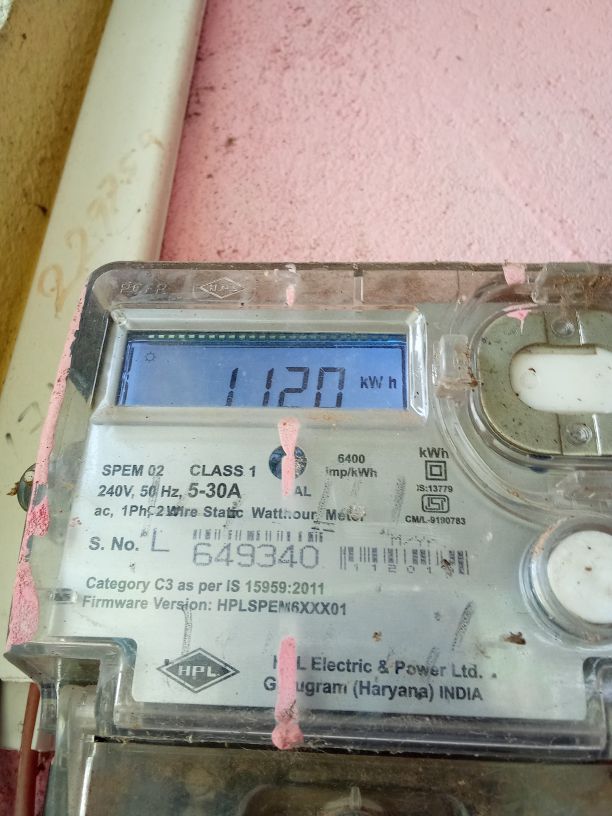 HPL
1120 kWh
SPEM 02 CLASS 1
240V, 50 Hz, 5-30A
ac, 1Ph, 2 Wire Static Watthour Meter
6400
imp/kWh
kWh
IS:13779
CM/L-9190783
S. No. L 649340
Category C3 as per IS 15959:2011
Firmware Version: HPLSPEM6XXX01
HPL
HPL Electric & Power Ltd.
Gurugram (Haryana) INDIA